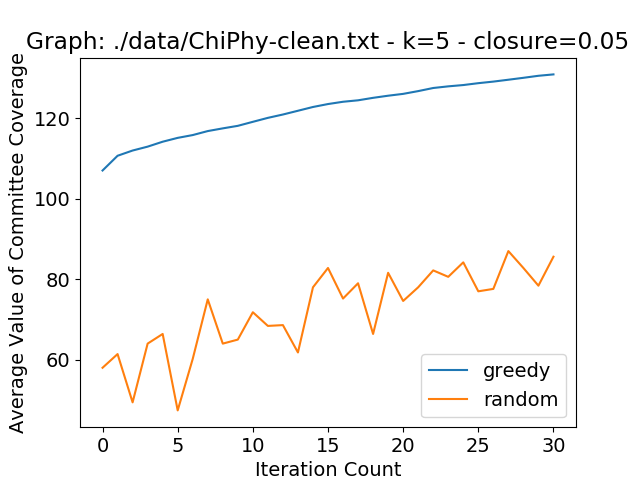 Graph: ./data/ChiPhy-clean.txt - k=5 - closure=0.05
Average Value of Committee Coverage
120
100
80
60
greedy
random
0 5 10 15 20 25 30
Iteration Count